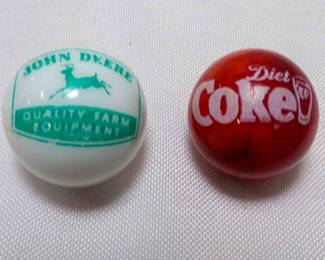 JOHN DEERE
QUALITY FARM
EQUIPMENT
Diet
Coke